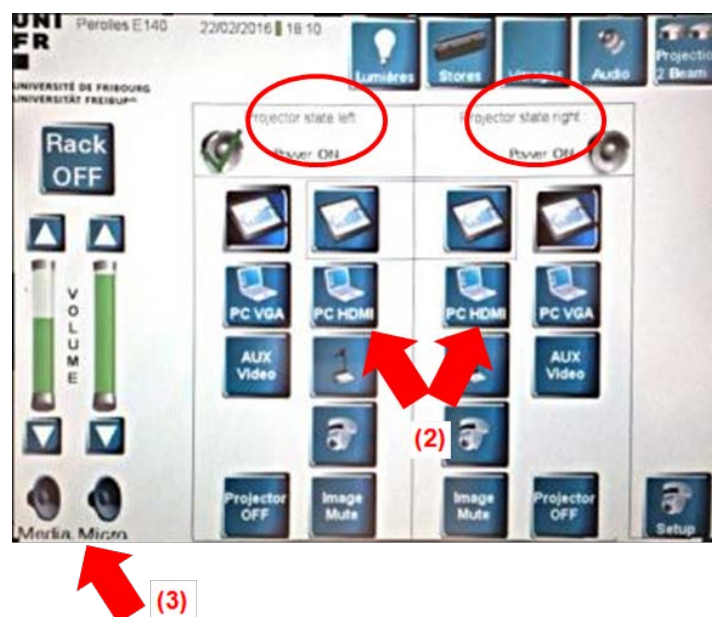 UNI
FR
Perolles E140
22/02/2016 18:10
UNIVERSITÉ DE FRIBOURG
UNIVERSITÄT FREIBURG
Lumières
Stores
Audio
Projection
2 Beam
Rack
OFF
Projector state left
Power ON
Projector state right
Power ON
VOLUME
PC VGA
PC HDMI
PC HDMI
PC VGA
AUX
Video
AUX
Video
(2)
Projector
OFF
Image
Mute
Image
Mute
Projector
OFF
Setup
Media
Micro
(3)